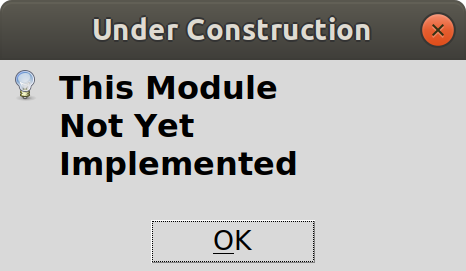 Under Construction
This Module
Not Yet
Implemented
OK